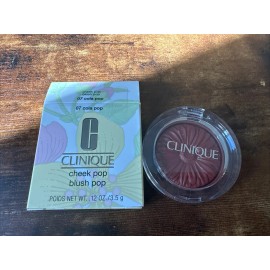 07 cola pop
07 cola pop
C
CLINIQUE
cheek pop
blush pop
POIDS NET WT. .12 OZ./3.5 g
CLINIQUE